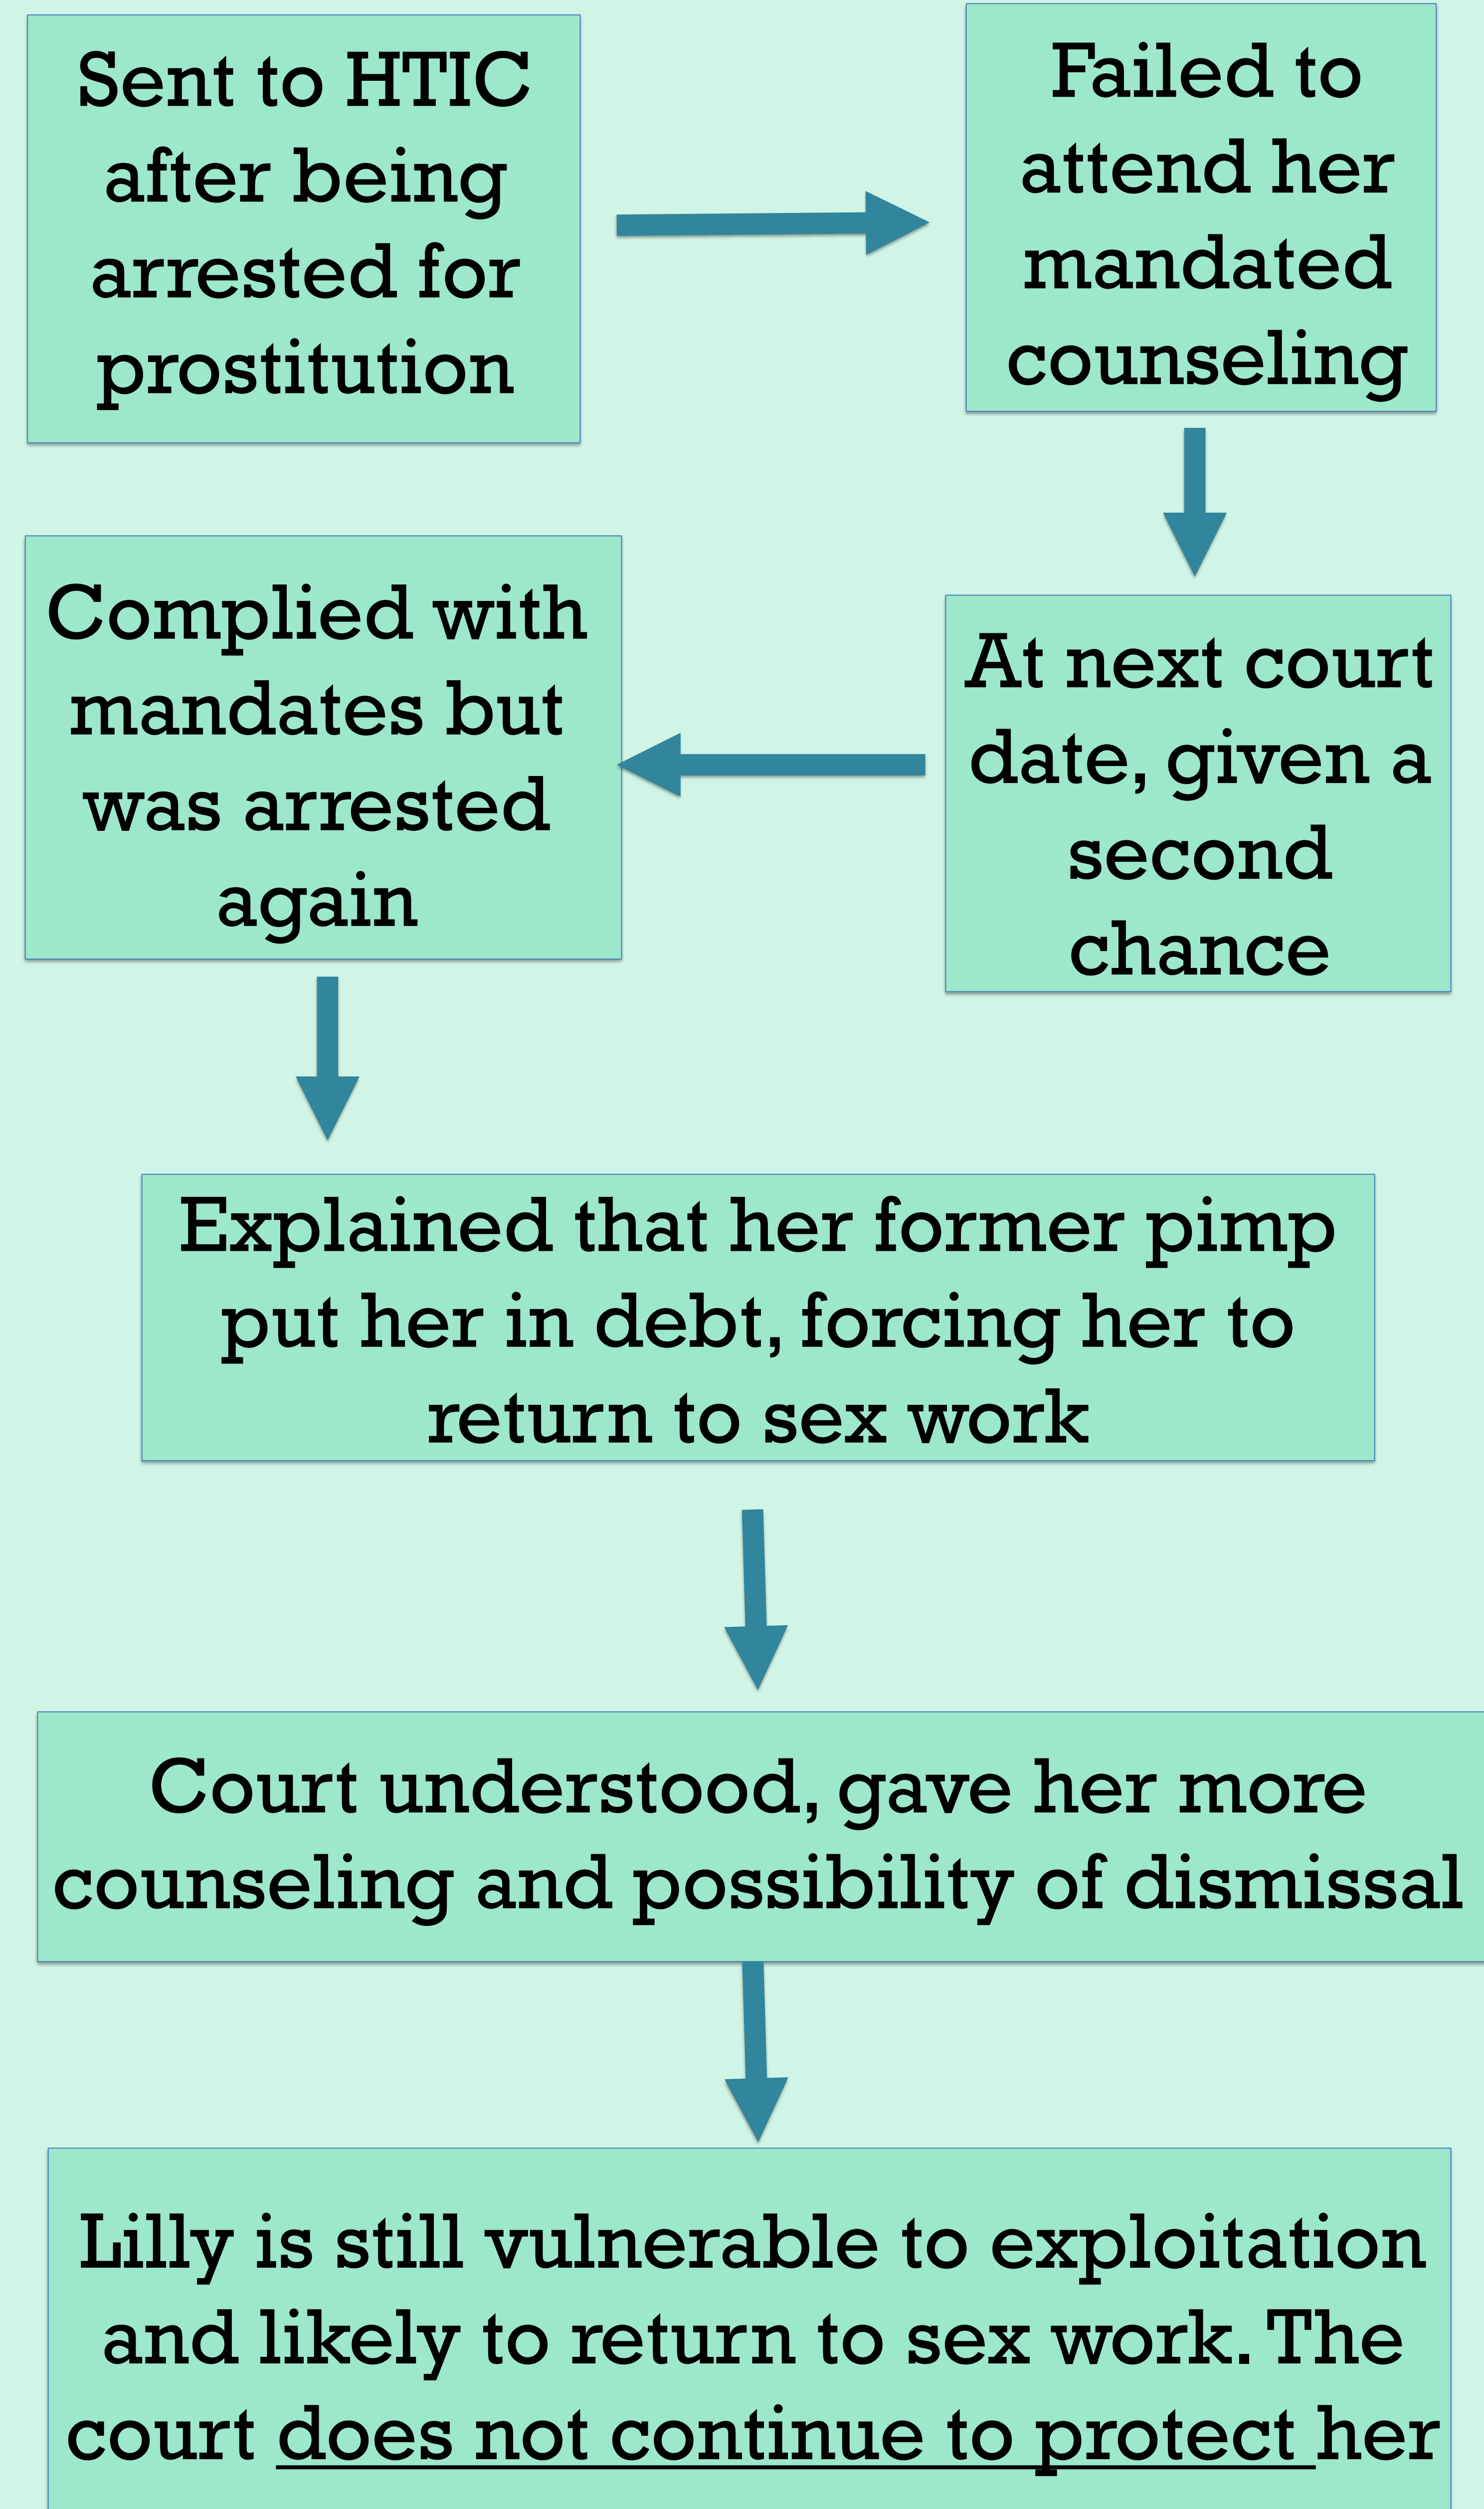 Sent to HTIC
after being
arrested for
prostitution
Failed to
attend her
mandated
counseling
At next court
date, given a
second
chance
Complied with
mandates but
was arrested
again
Explained that her former pimp
put her in debt, forcing her to
return to sex work
Court understood, gave her more
counseling and possibility of dismissal
Lilly is still vulnerable to exploitation
and likely to return to sex work. The
court does not continue to protect her